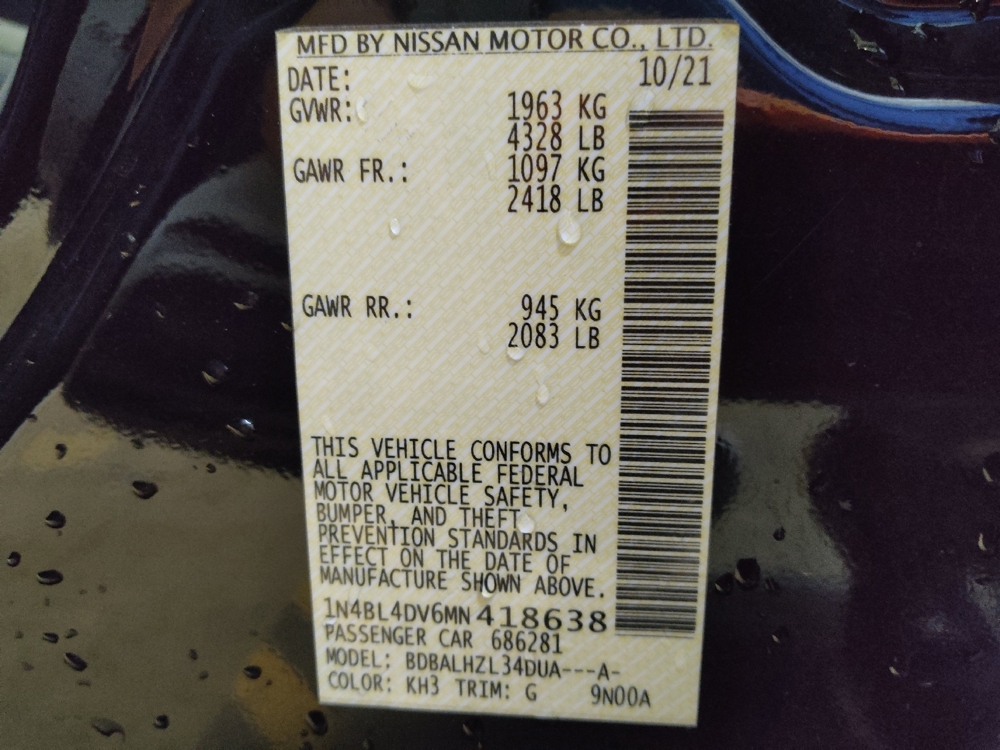 MFD BY NISSAN MOTOR CO., LTD.
DATE: 10/21
GVWR: 1963 KG
4328 LB
GAWR FR.: 1097 KG
2418 LB
GAWR RR.: 945 KG
2083 LB
THIS VEHICLE CONFORMS TO
ALL APPLICABLE FEDERAL
MOTOR VEHICLE SAFETY,
BUMPER, AND THEFT
PREVENTION STANDARDS IN
EFFECT ON THE DATE OF
MANUFACTURE SHOWN ABOVE.
1N4BL4DV6MN418638
PASSENGER CAR 686281
MODEL: BDBALHZL34DUA---A-
COLOR: KH3 TRIM: G 9N00A